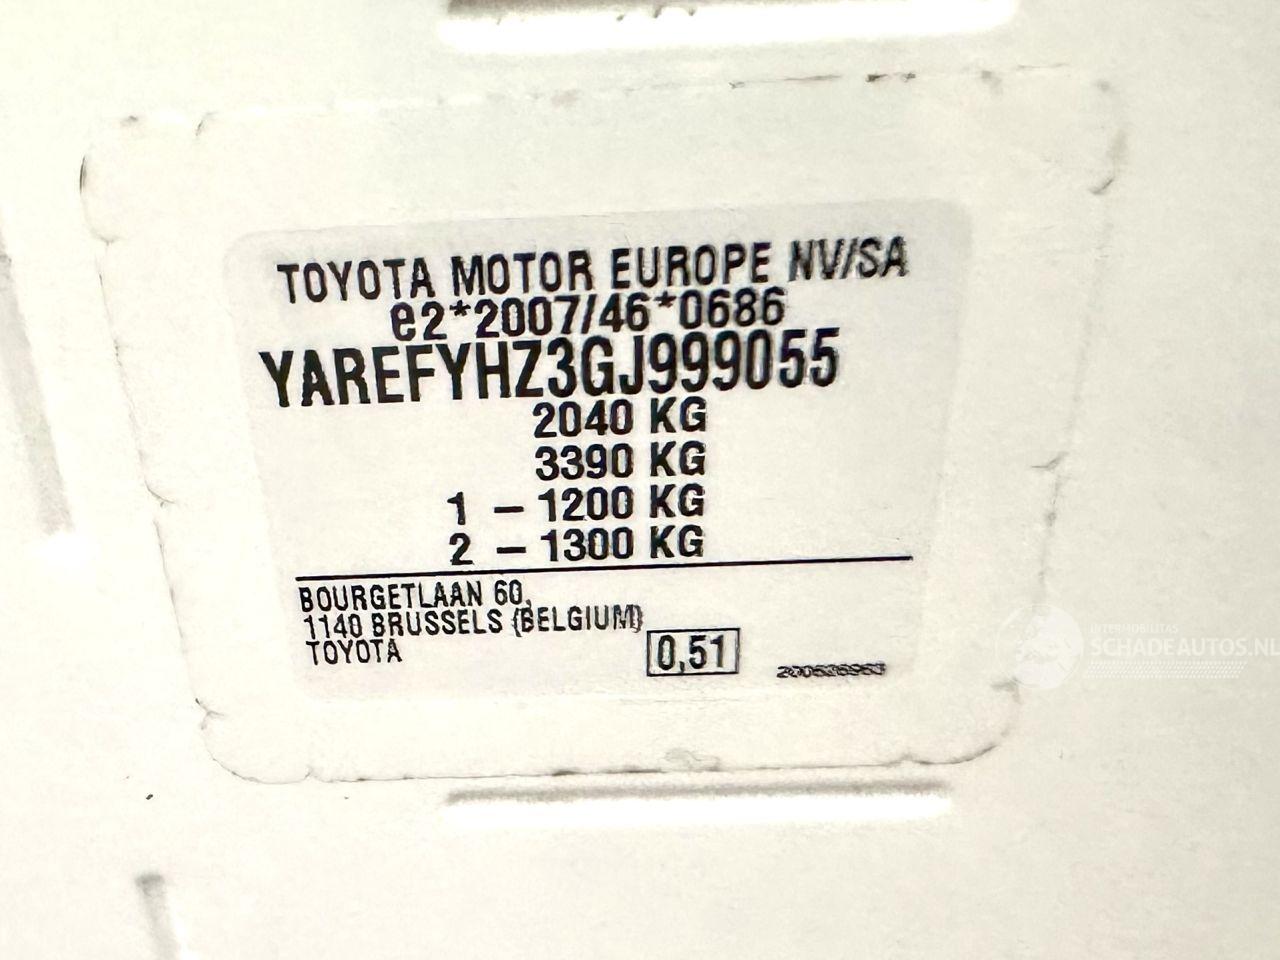 TOYOTA MOTOR EUROPE NV/SA
e2*2007/46*0686
YAREFYHZ3GJ999055
2040 KG
3390 KG
1 – 1200 KG
2 – 1300 KG
BOURGETLAAN 60,
1140 BRUSSELS (BELGIUM)
TOYOTA
0,51
INTERMOBILITAS
SCHADEAUTOS.NL